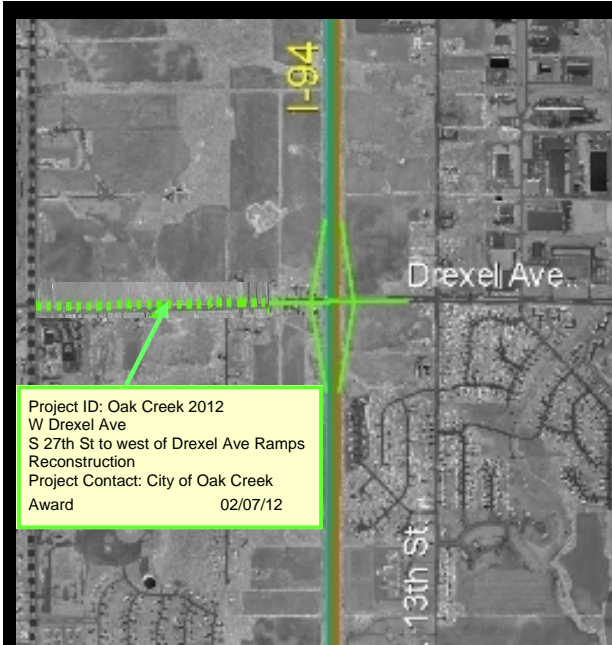 I-94
Drexel Ave.
Project ID: Oak Creek 2012
W Drexel Ave
S 27th St to west of Drexel Ave Ramps
Reconstruction
Project Contact: City of Oak Creek
Award 02/07/12
13th St